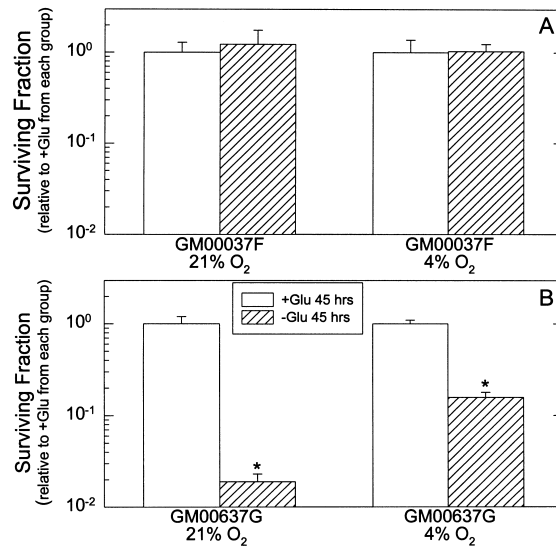 A
Surviving Fraction
(relative to +Glu from each group)
10⁰
10⁻¹
10⁻²
GM00037F
21% O₂
GM00037F
4% O₂
B
+Glu 45 hrs
-Glu 45 hrs
Surviving Fraction
(relative to +Glu from each group)
10⁰
10⁻¹
10⁻²
*
*
GM00637G
21% O₂
GM00637G
4% O₂